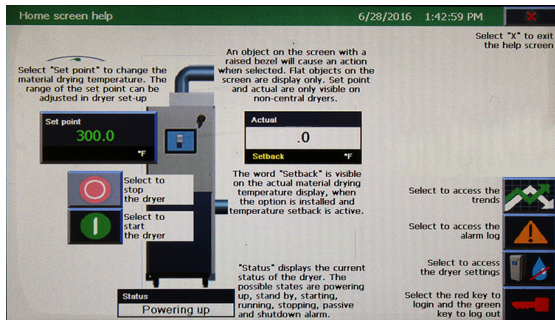 Home screen help
6/28/2016 1:42:59 PM
Select "X" to exit
the help screen
Select "Set point" to change the
material drying temperature. The
range of the set point can be
adjusted in dryer set-up
An object on the screen with a
raised bezel will cause an action
when selected. Flat objects on the
screen are display only. Set point
and actual are only visible on
non-central dryers.
Set point
300.0
°F
Actual
.0
Setback °F
Select to
stop
the dryer
Select to
start
the dryer
The word "Setback" is visible
on the actual material drying
temperature display, when
the option is installed and
temperature setback is active.
Select to access the
trends
Select to access the
alarm log
Select to access
the dryer settings
Select the red key to
login and the green
key to log out
"Status" displays the current
status of the dryer. The
possible states are powering
up, stand by, starting,
running, stopping, passive
and shutdown alarm.
Status
Powering up